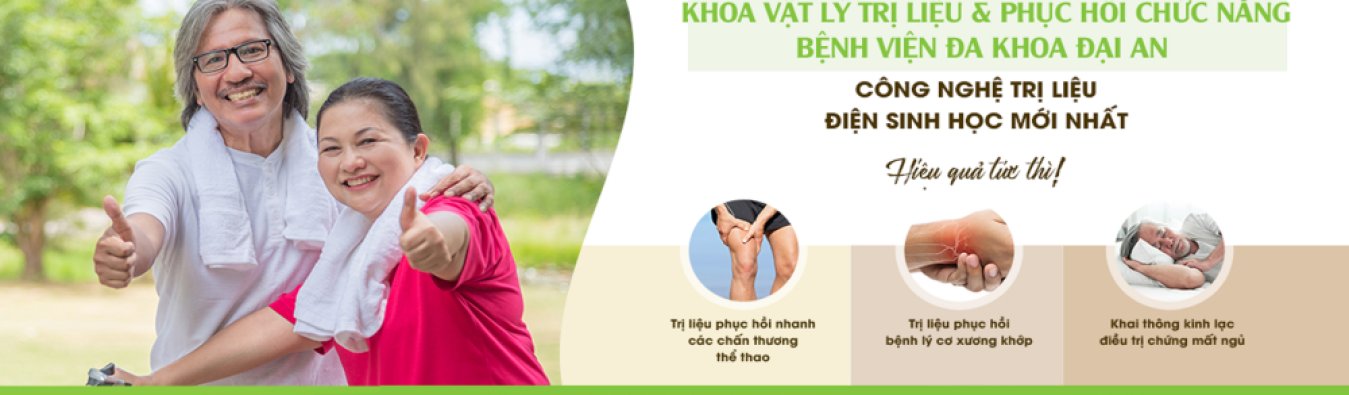 KHOA VẬT LÝ TRỊ LIỆU & PHỤC HỒI CHỨC NĂNG
BỆNH VIỆN ĐA KHOA ĐẠI AN
CÔNG NGHỆ TRỊ LIỆU
ĐIỆN SINH HỌC MỚI NHẤT
Hiệu quả tức thì!
Trị liệu phục hồi nhanh
các chấn thương
thể thao
Trị liệu phục hồi
bệnh lý cơ xương khớp
Khai thông kinh lạc
điều trị chứng mất ngủ